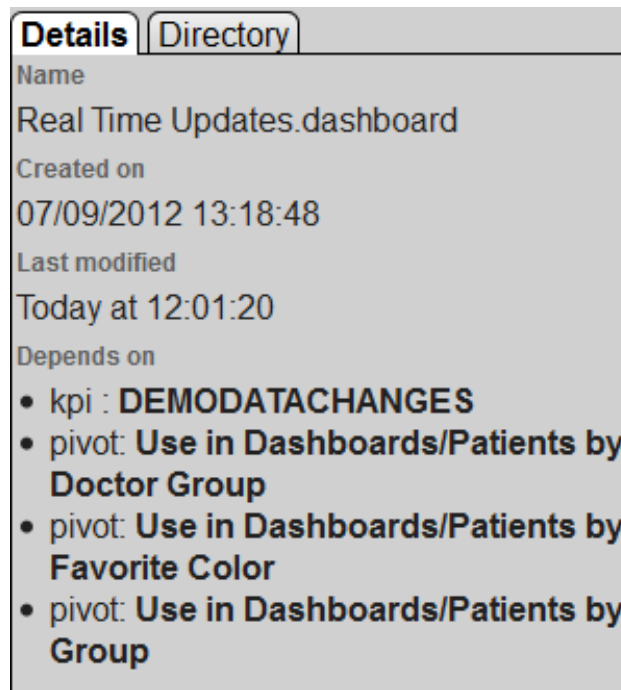 Details Directory
Name
Real Time Updates.dashboard
Created on
07/09/2012 13:18:48
Last modified
Today at 12:01:20
Depends on
• kpi : DEMODATACHANGES
• pivot: Use in Dashboards/Patients by
Doctor Group
• pivot: Use in Dashboards/Patients by
Favorite Color
• pivot: Use in Dashboards/Patients by
Group